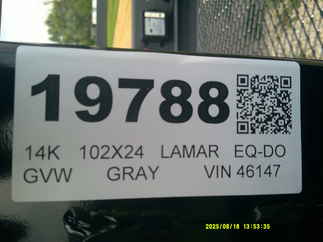 19788
14K 102X24 LAMAR EQ-DO
GVW GRAY VIN 46147
2025/08/18 13:53:35